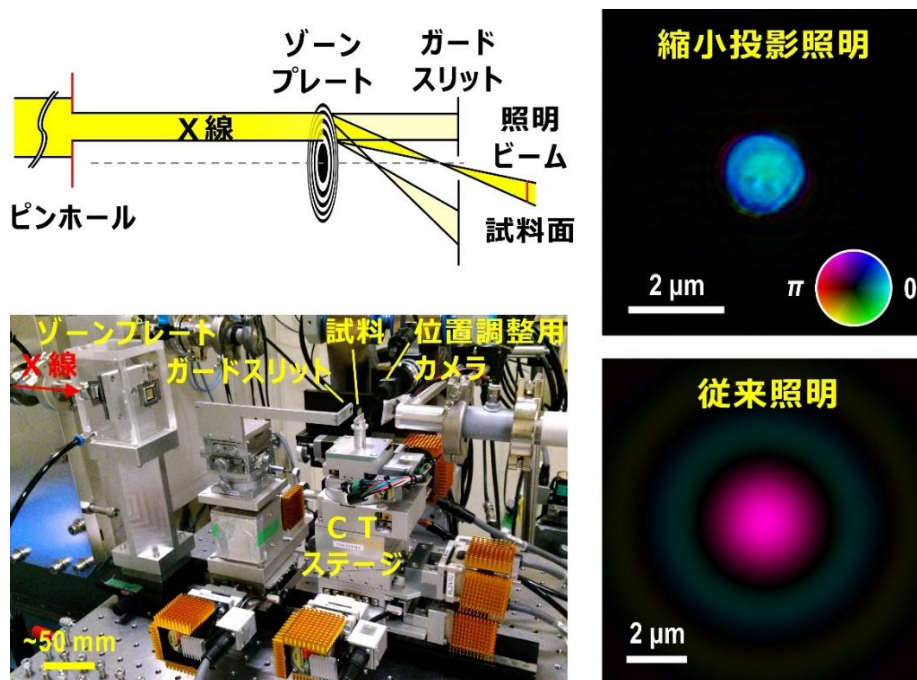 ゾーン
プレート
ガード
スリット
X線
照明
ビーム
ピンホール
試料面
縮小投影照明
2 μm
π
0
ゾーンプレート
試料
位置調整用
カメラ
X線
ガードスリット
CT
ステージ
~50 mm
従来照明
2 μm